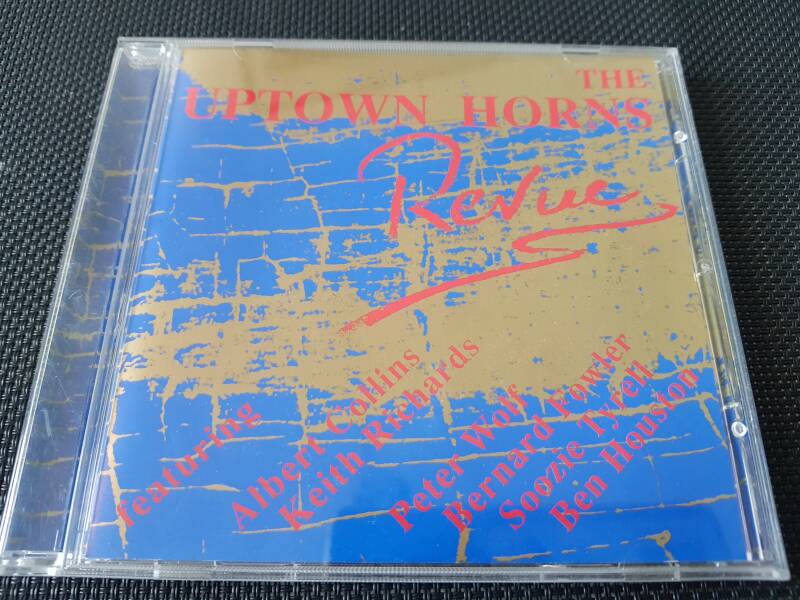 THE
UPTOWN HORNS
Revue
featuring
Albert Collins
Keith Richards
Peter Wolf
Bernard Fowler
Soozie Tyrell
Ben Houston